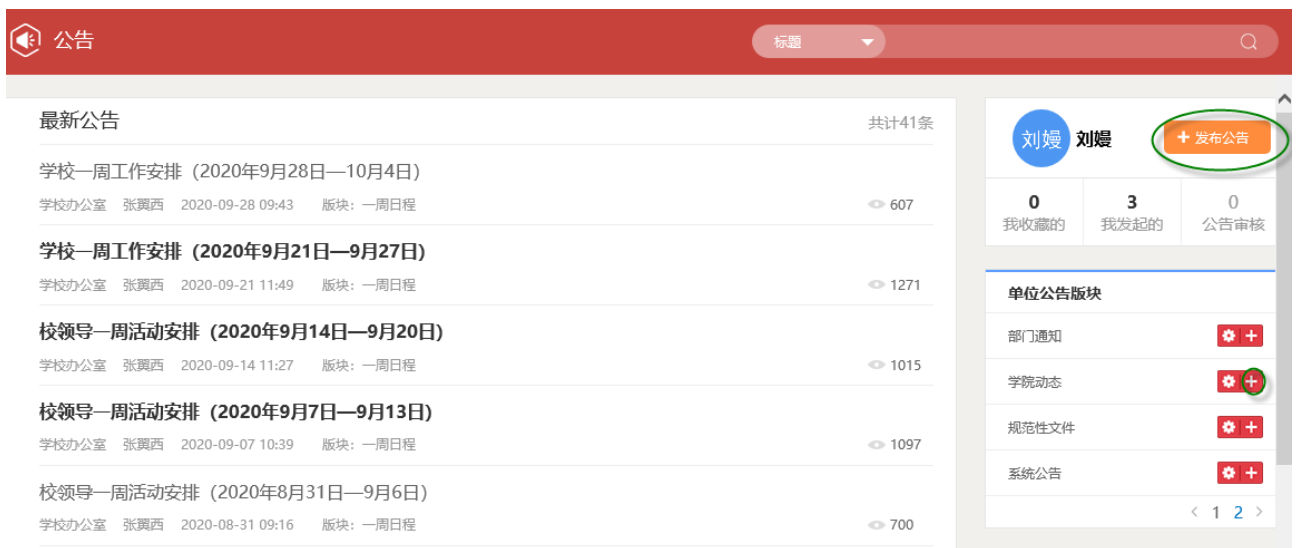 公告
标题
最新公告
共计41条
学校一周工作安排（2020年9月28日—10月4日）
学校办公室 张翼西 2020-09-28 09:43 版块：一周日程
607
学校一周工作安排（2020年9月21日—9月27日）
学校办公室 张翼西 2020-09-21 11:49 版块：一周日程
1271
校领导一周活动安排（2020年9月14日—9月20日）
学校办公室 张翼西 2020-09-14 11:27 版块：一周日程
1015
校领导一周活动安排（2020年9月7日—9月13日）
学校办公室 张翼西 2020-09-07 10:39 版块：一周日程
1097
校领导一周活动安排（2020年8月31日—9月6日）
学校办公室 张翼西 2020-08-31 09:16 版块：一周日程
700
刘嫚 刘嫚
+ 发布公告
0 3 0
我收藏的 我发起的 公告审核
单位公告版块
部门通知
学院动态
规范性文件
系统公告
< 1 2 >